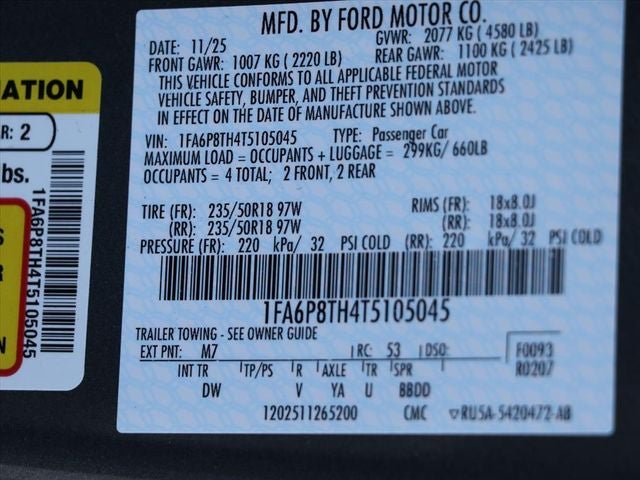 MFD. BY FORD MOTOR CO.
DATE: 11/25 GVWR: 2077 KG ( 4580 LB)
FRONT GAWR: 1007 KG ( 2220 LB) REAR GAWR: 1100 KG ( 2425 LB)
THIS VEHICLE CONFORMS TO ALL APPLICABLE FEDERAL MOTOR
VEHICLE SAFETY, BUMPER, AND THEFT PREVENTION STANDARDS
IN EFFECT ON THE DATE OF MANUFACTURE SHOWN ABOVE.
VIN: 1FA6P8TH4T5105045 TYPE: Passenger Car
MAXIMUM LOAD = OCCUPANTS + LUGGAGE = 299KG/ 660LB
OCCUPANTS = 4 TOTAL; 2 FRONT, 2 REAR
TIRE (FR): 235/50R18 97W RIMS (FR): 18x8.0J
(RR): 235/50R18 97W (RR): 18x8.0J
PRESSURE (FR): 220 kPa/ 32 PSI COLD (RR): 220 kPa/ 32 PSI COLD
1FA6P8TH4T5105045
TRAILER TOWING - SEE OWNER GUIDE
EXT PNT: M7 RC: 53 DSO: F0093
R0207
INT TR TP/PS R AXLE TR SPR
DW V YA U BBDD
1202511265200 CMC RU5A-5420472-AB
ATION
R: 2
bs.
S
R
N
1FA6P8TH4T5105045